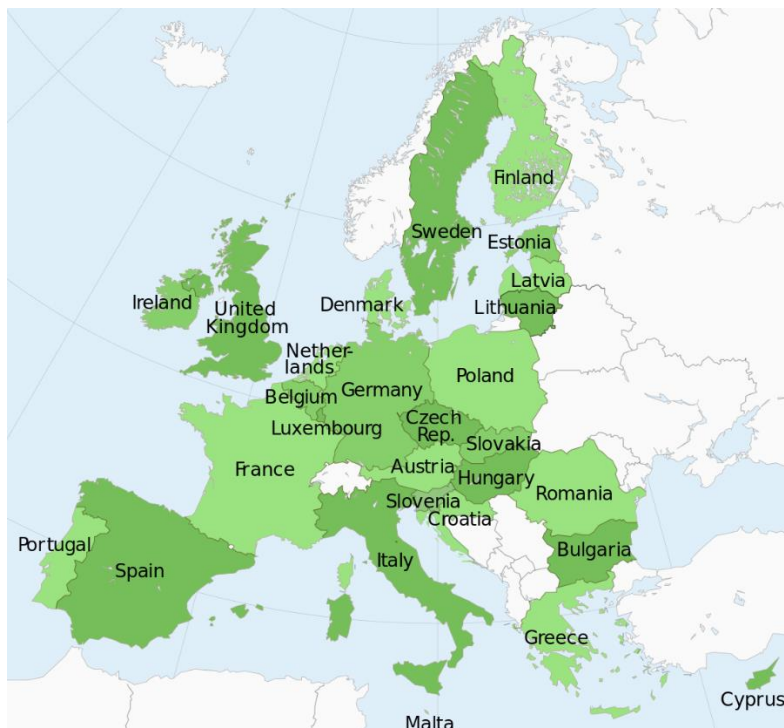 Finland
Sweden
Estonia
Latvia
Lithuania
Ireland
United
Kingdom
Denmark
Nether-
lands
Poland
Germany
Belgium
Luxembourg
Czech
Rep.
Slovakia
France
Austria
Hungary
Romania
Slovenia
Croatia
Portugal
Spain
Italy
Bulgaria
Greece
Cyprus
Malta